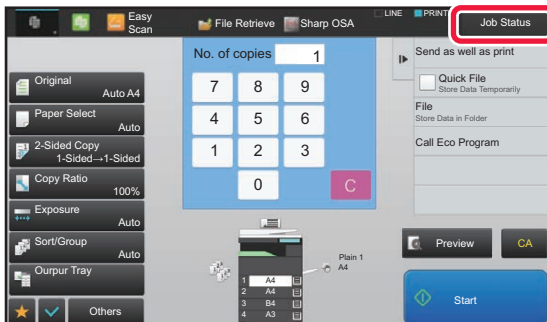 Easy
Scan
File Retrieve
Sharp OSA
LINE
PRINT
Job Status
No. of copies
1
7 8 9
4 5 6
1 2 3
0
C
Original
Auto A4
Paper Select
Auto
2-Sided Copy
1-Sided→1-Sided
Copy Ratio
100%
Exposure
Auto
Sort/Group
Auto
Ourpur Tray
Others
Plain 1
A4
1 A4
2 A4
3 B4
4 A3
Send as well as print
Quick File
Store Data Temporarily
File
Store Data in Folder
Call Eco Program
Preview
CA
Start